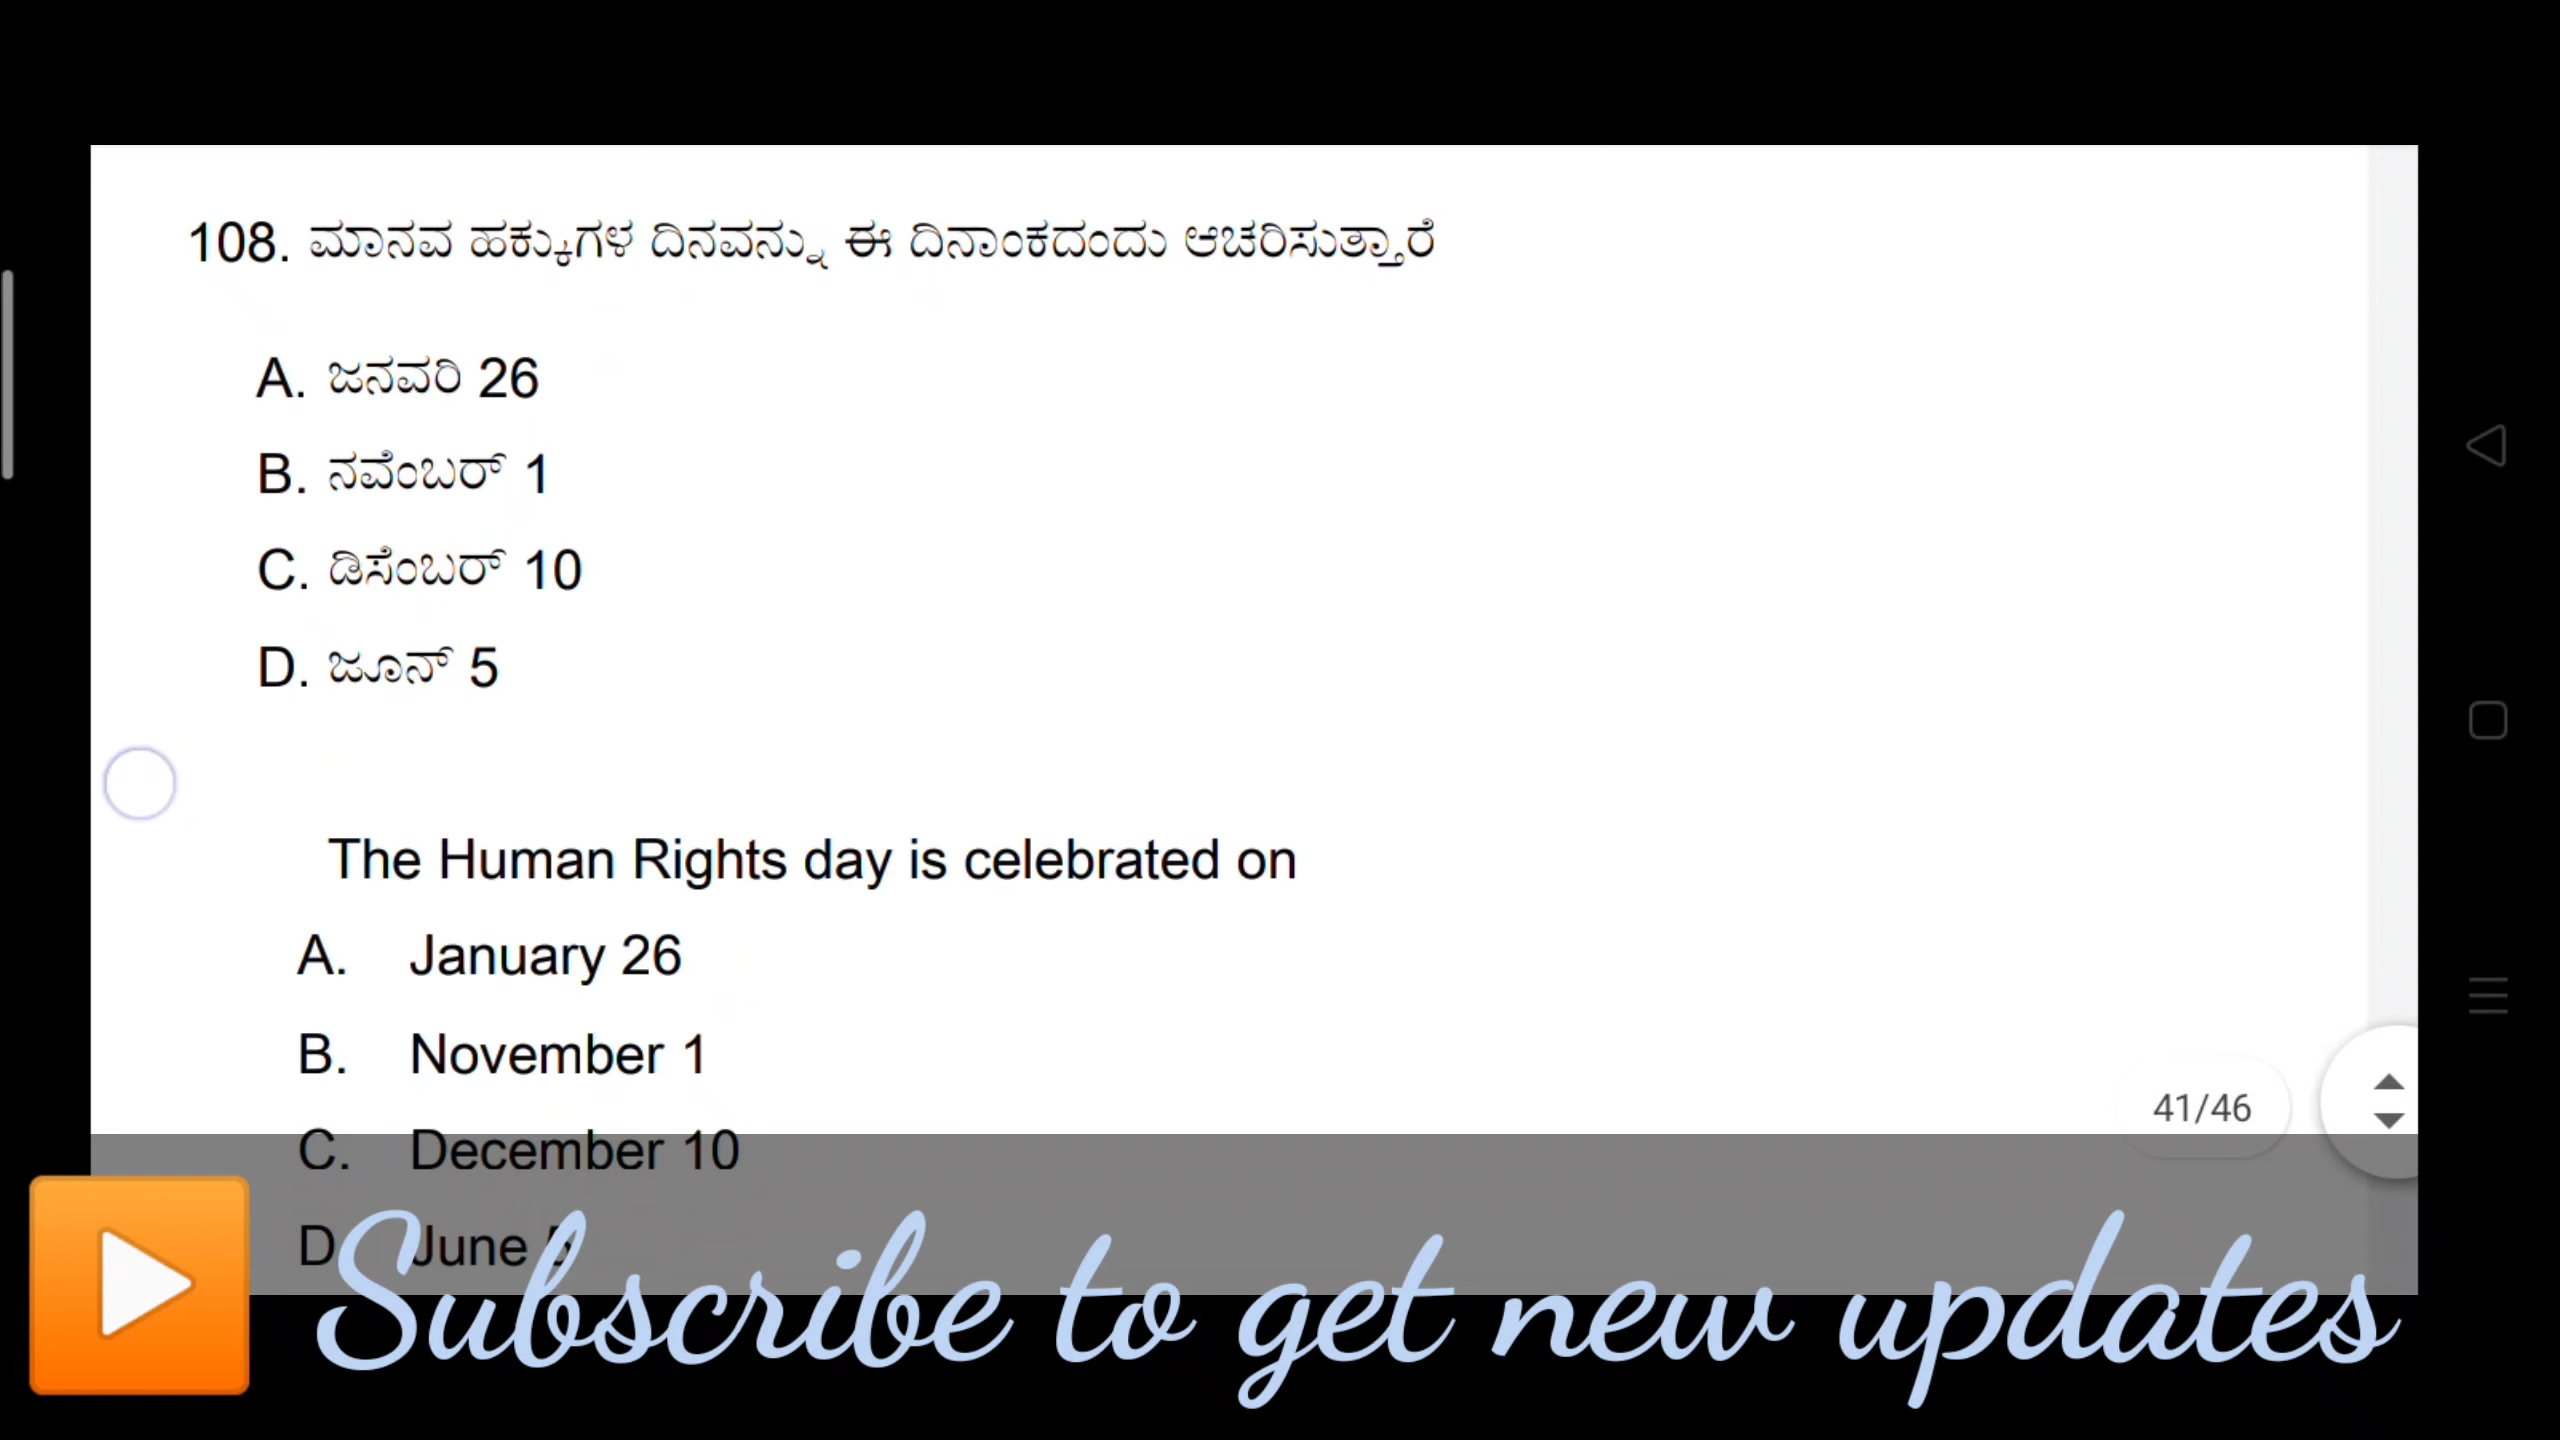 108. ಮಾನವ ಹಕ್ಕುಗಳ ದಿನವನ್ನು ಈ ದಿನಾಂಕದಂದು ಆಚರಿಸುತ್ತಾರೆ
A. ಜನವರಿ 26
B. ನವೆಂಬರ್ 1
C. ಡಿಸೆಂಬರ್ 10
D. ಜೂನ್ 5
The Human Rights day is celebrated on
A. January 26
B. November 1
41/46
C. December 10
D. June 5
Subscribe to get new updates